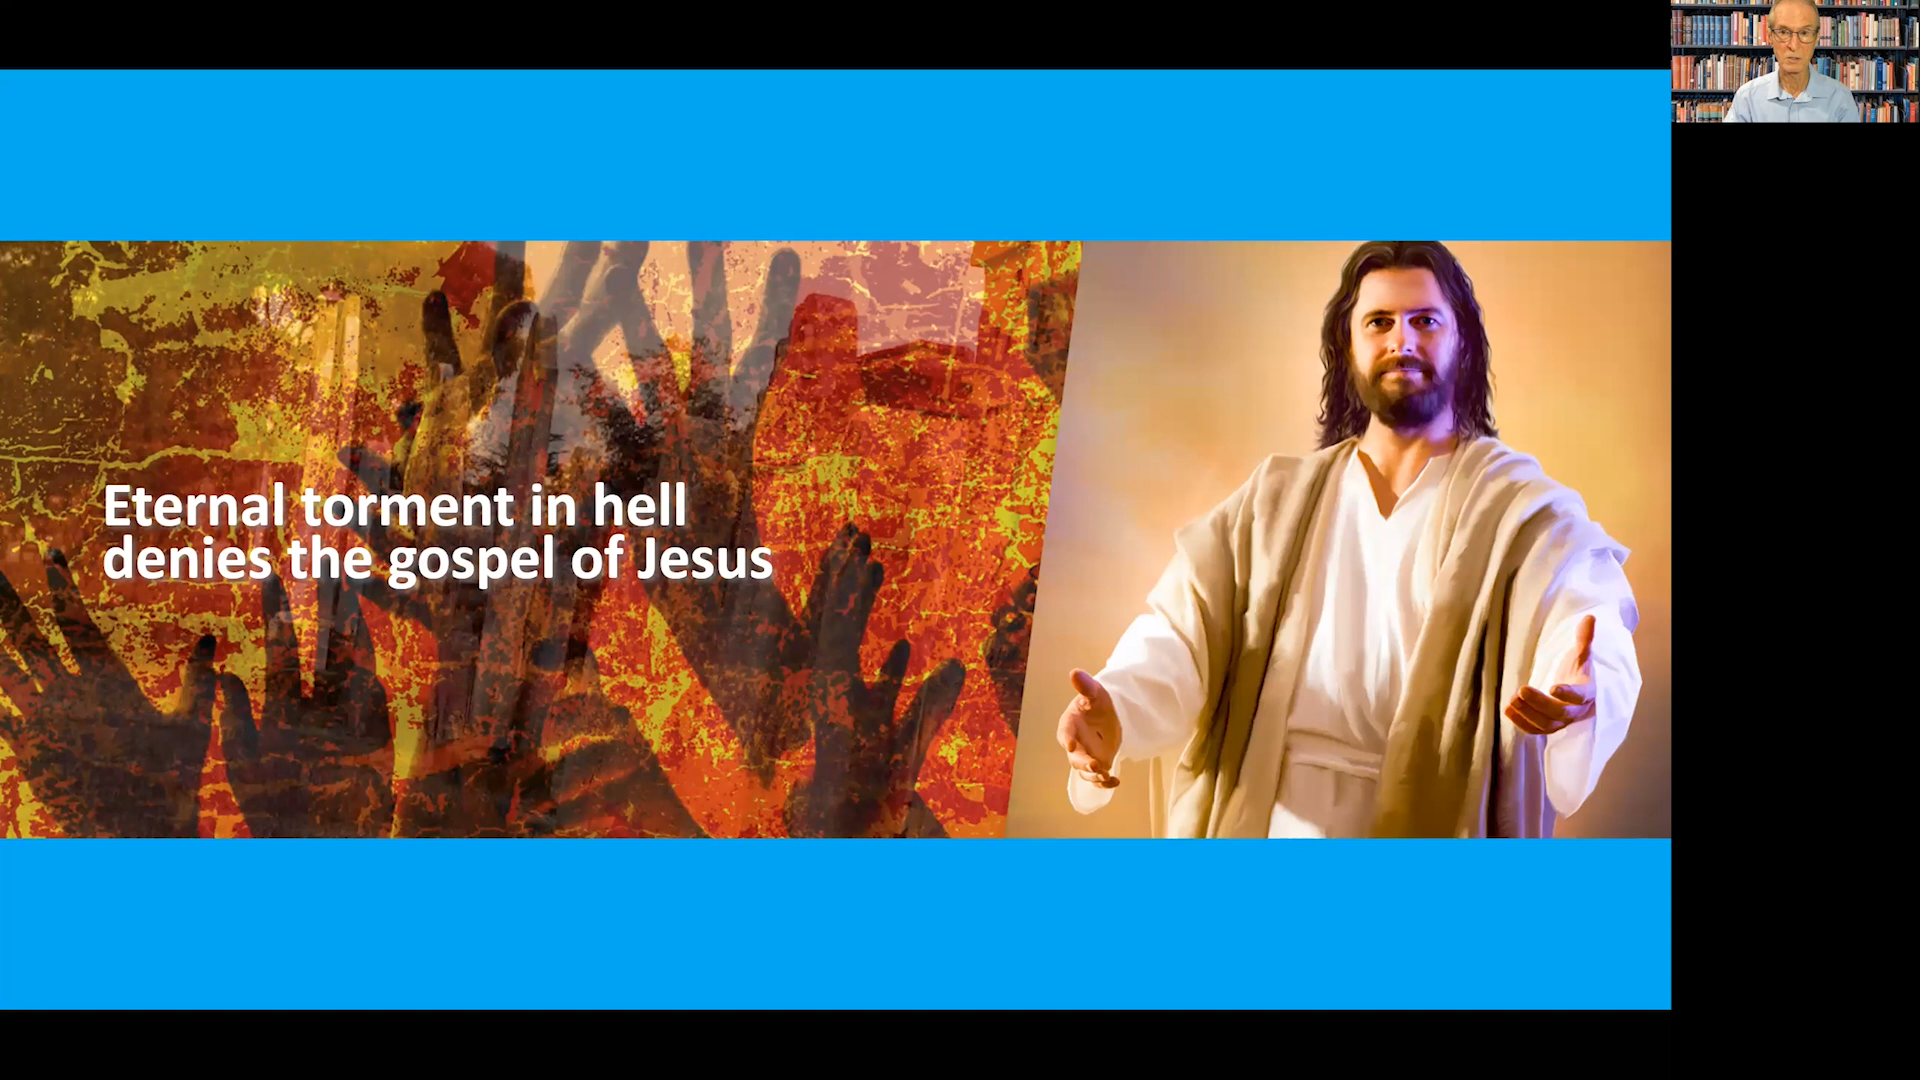 Eternal torment in hell
denies the gospel of Jesus